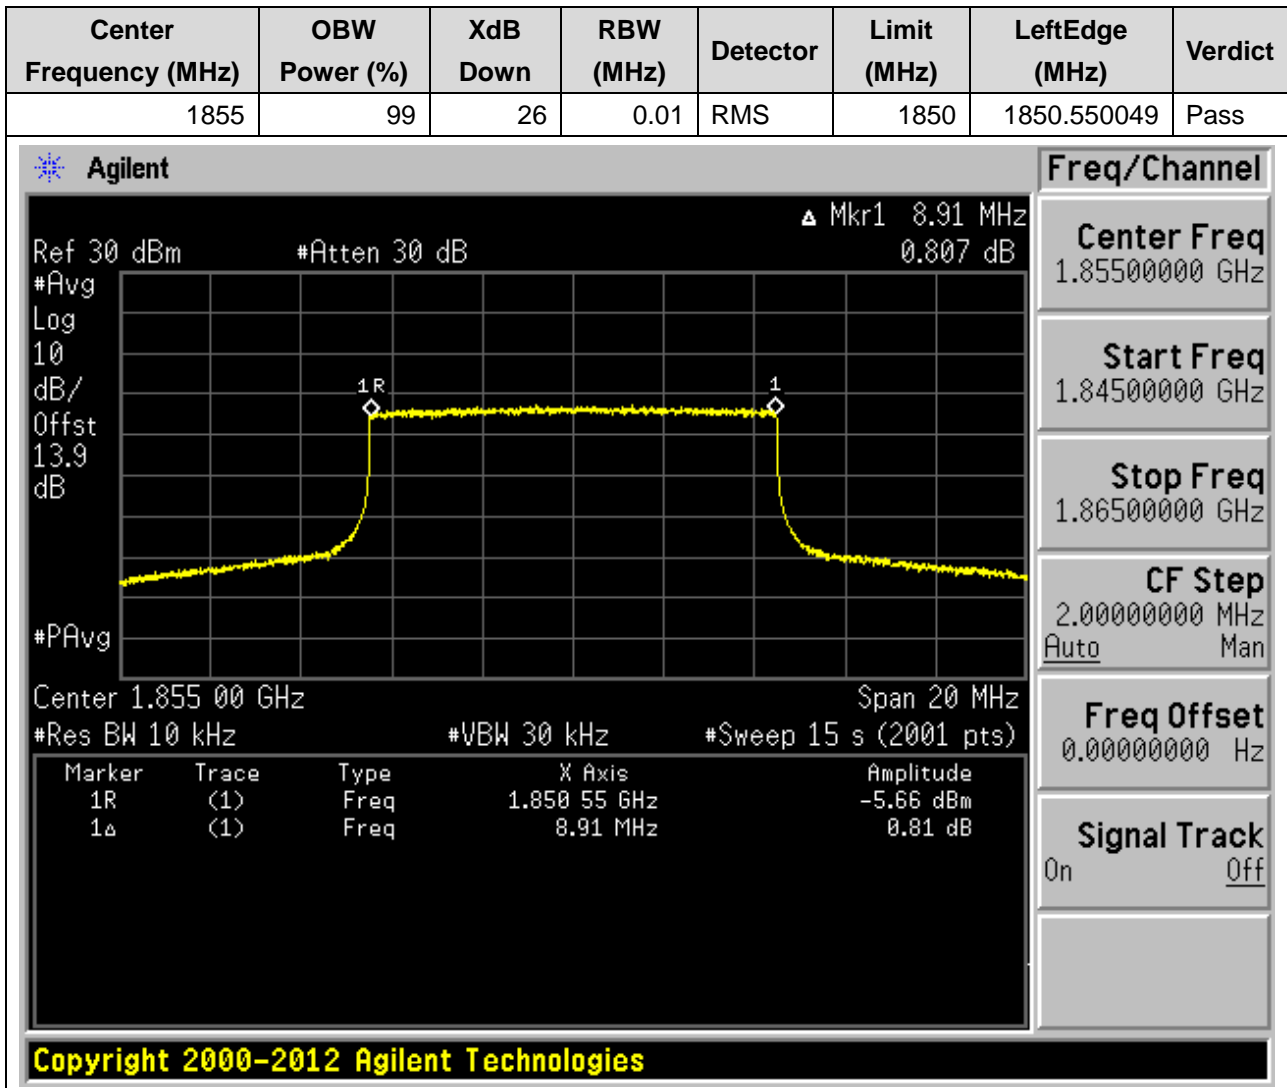 Center Frequency (MHz) OBW Power (%) XdB Down RBW (MHz) Detector Limit (MHz) LeftEdge (MHz) Verdict
1855 99 26 0.01 RMS 1850 1850.550049 Pass
Agilent
Freq/Channel
Δ Mkr1 8.91 MHz
Ref 30 dBm #Atten 30 dB 0.807 dB
#Avg
Log
10
dB/
Offst
13.9
dB
1R
1
#PAvg
Center 1.855 00 GHz Span 20 MHz
#Res BW 10 kHz #VBW 30 kHz #Sweep 15 s (2001 pts)
Marker Trace Type X Axis Amplitude
1R (1) Freq 1.850 55 GHz -5.66 dBm
1Δ (1) Freq 8.91 MHz 0.81 dB
Center Freq
1.85500000 GHz
Start Freq
1.84500000 GHz
Stop Freq
1.86500000 GHz
CF Step
2.00000000 MHz
Auto Man
Freq Offset
0.00000000 Hz
Signal Track
On Off
Copyright 2000-2012 Agilent Technologies